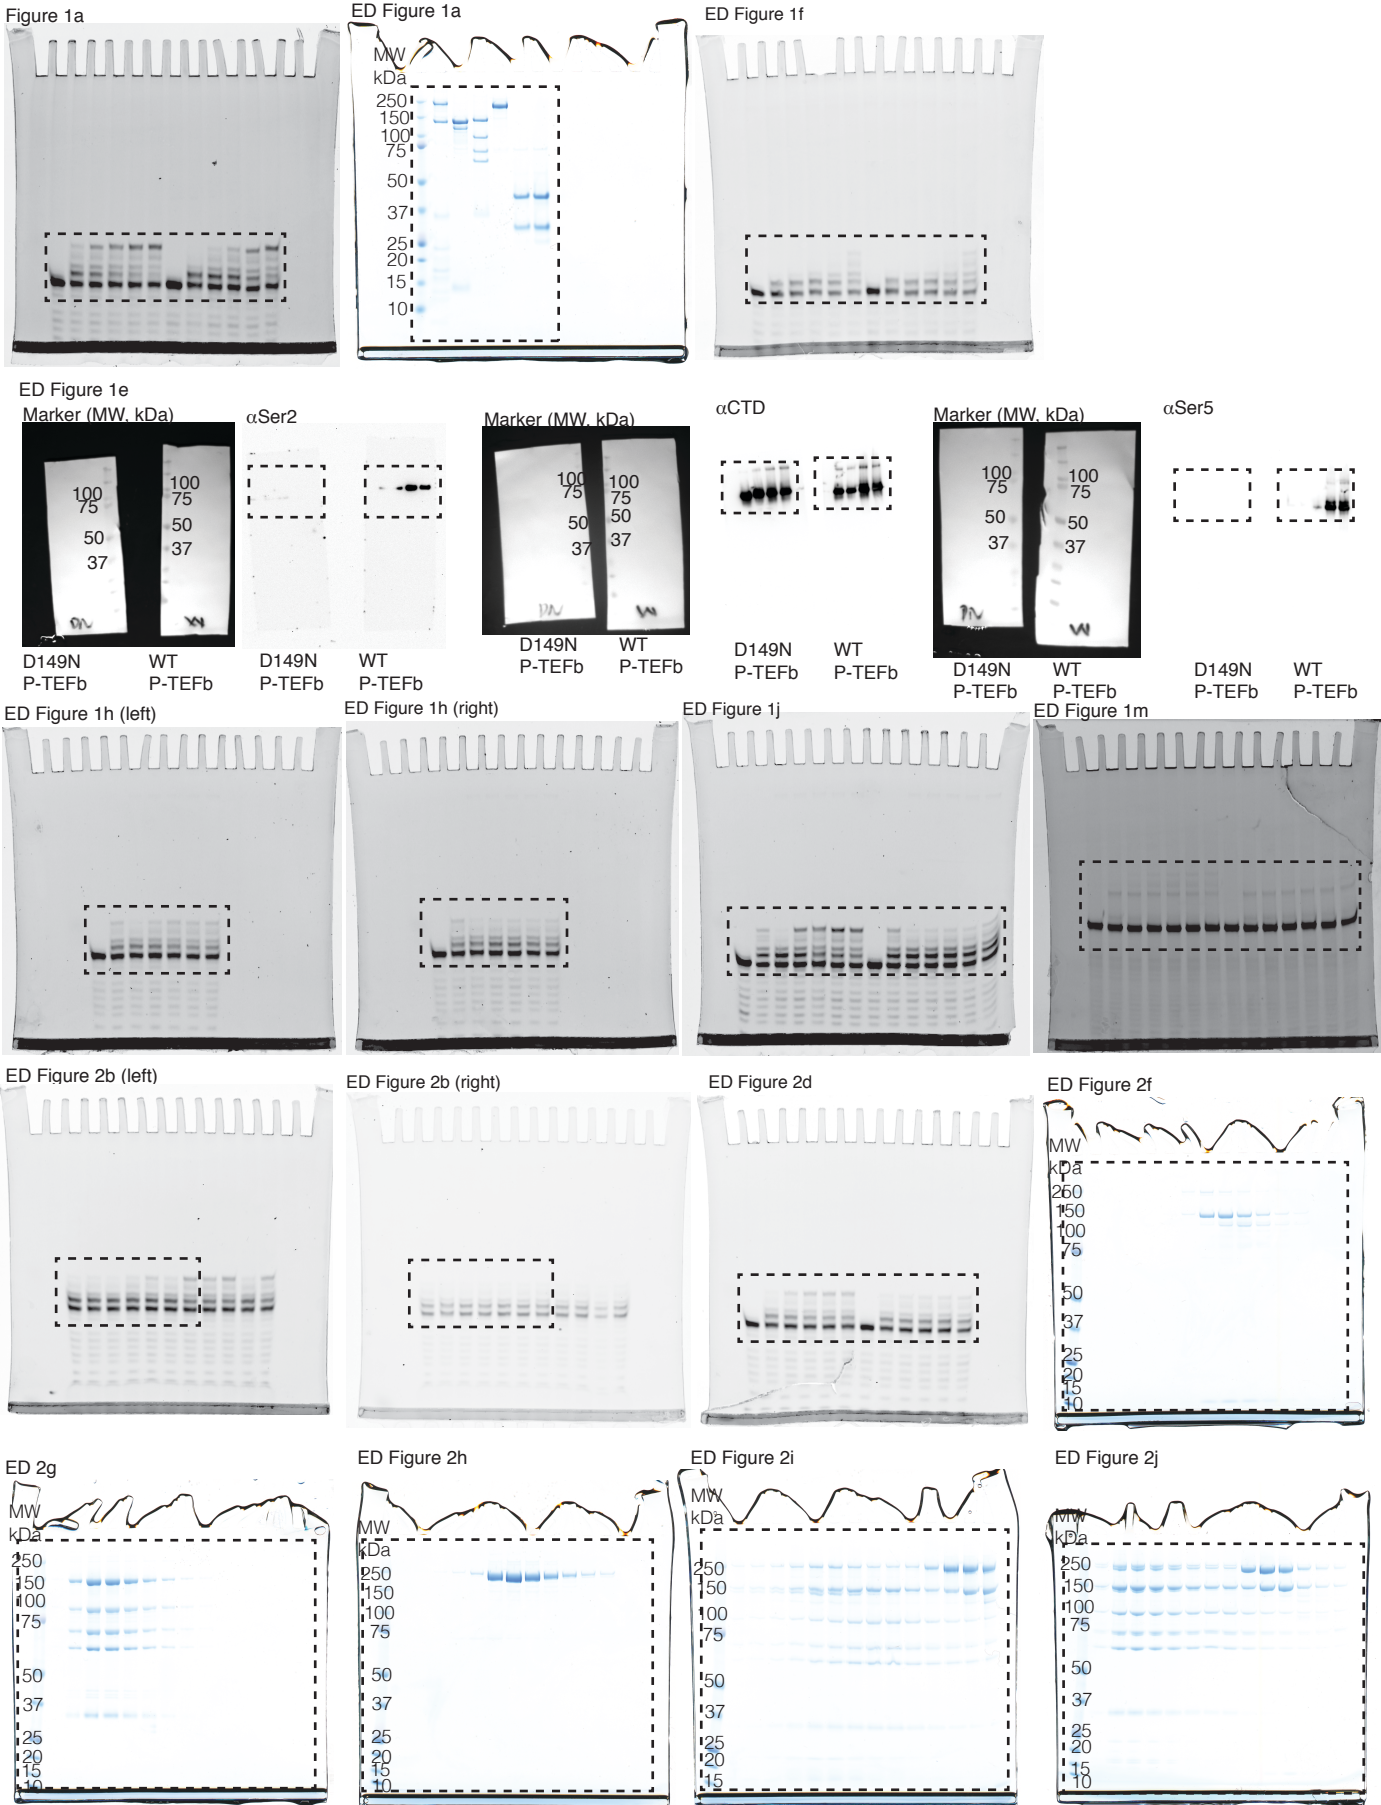 Figure 1a
ED Figure 1a
ED Figure 1f
MW
kDa
250
150
100
75
50
37
25
20
15
10
ED Figure 1e
Marker (MW, kDa)
αSer2
Marker (MW, kDa)
αCTD
Marker (MW, kDa)
αSer5
100
75
50
37
100
75
50
37
100
75
50
37
100
75
50
37
100
75
50
37
100
75
50
37
DN
W
DN
W
DN
W
D149N
P-TEFb
WT
P-TEFb
D149N
P-TEFb
WT
P-TEFb
D149N
P-TEFb
WT
P-TEFb
D149N
P-TEFb
WT
P-TEFb
D149N
P-TEFb
WT
P-TEFb
D149N
P-TEFb
WT
P-TEFb
ED Figure 1h (left)
ED Figure 1h (right)
ED Figure 1j
ED Figure 1m
ED Figure 2b (left)
ED Figure 2b (right)
ED Figure 2d
ED Figure 2f
MW
kDa
250
150
100
75
50
37
25
20
15
10
ED 2g
MW
kDa
250
150
100
75
50
37
25
20
15
10
ED Figure 2h
MW
kDa
250
150
100
75
50
37
25
20
15
10
ED Figure 2i
MW
kDa
250
150
100
75
50
37
25
20
15
ED Figure 2j
MW
kDa
250
150
100
75
50
37
25
20
15
10